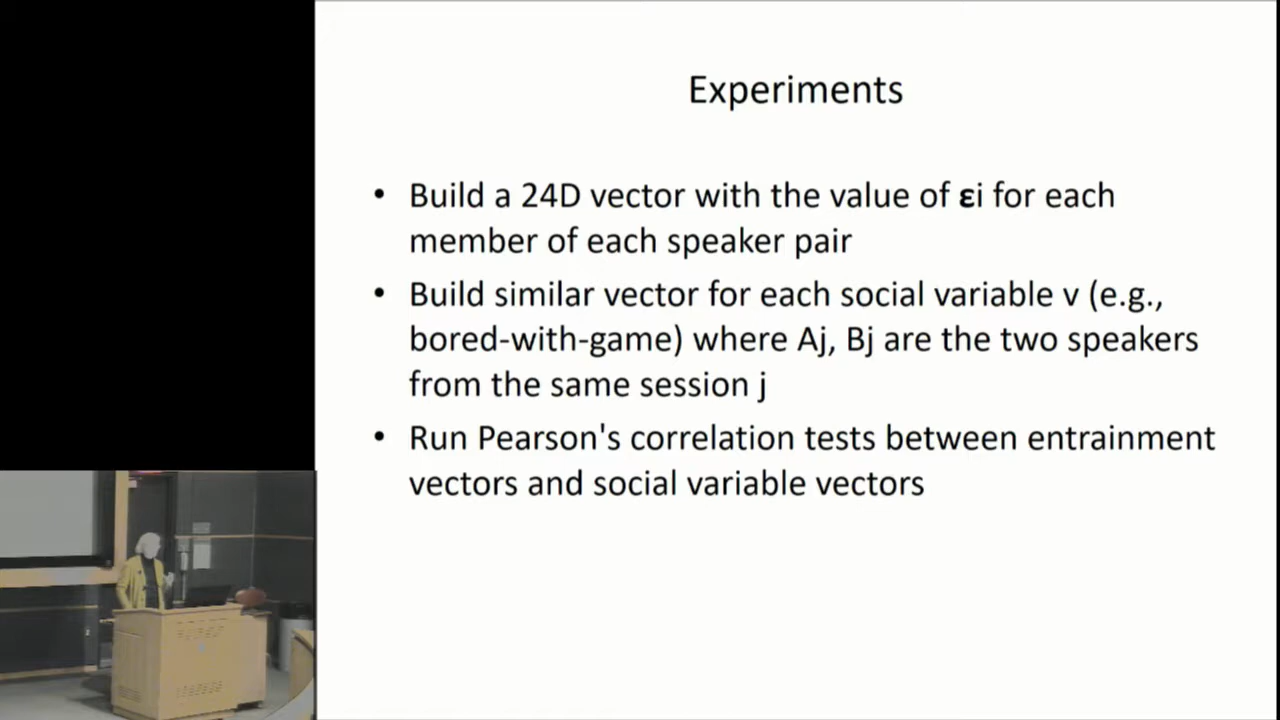 Experiments
• Build a 24D vector with the value of εi for each
member of each speaker pair
• Build similar vector for each social variable v (e.g.,
bored-with-game) where Aj, Bj are the two speakers
from the same session j
• Run Pearson's correlation tests between entrainment
vectors and social variable vectors